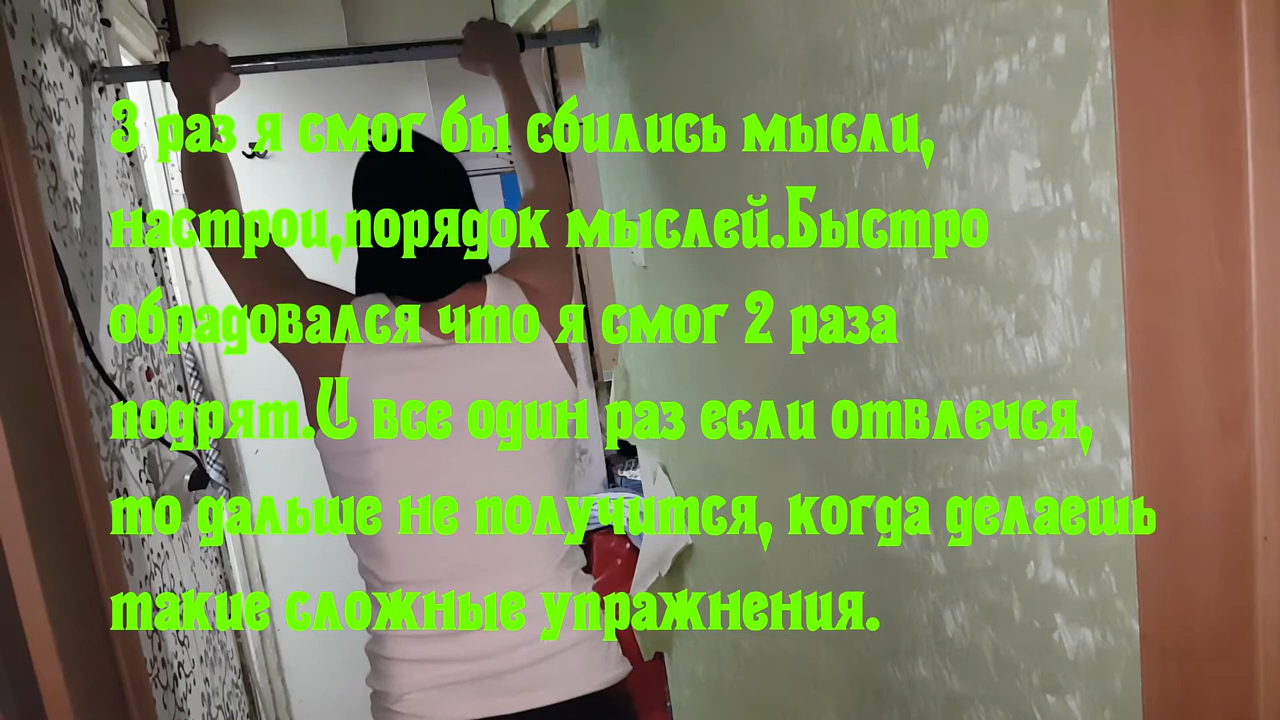 3 раз я смог бы сбились мысли,
настрои,порядок мыслей.Быстро
обрадовался что я смог 2 раза
подрят.И все один раз если отвлечся,
то дальше не получится, когда делаешь
такие сложные упражнения.